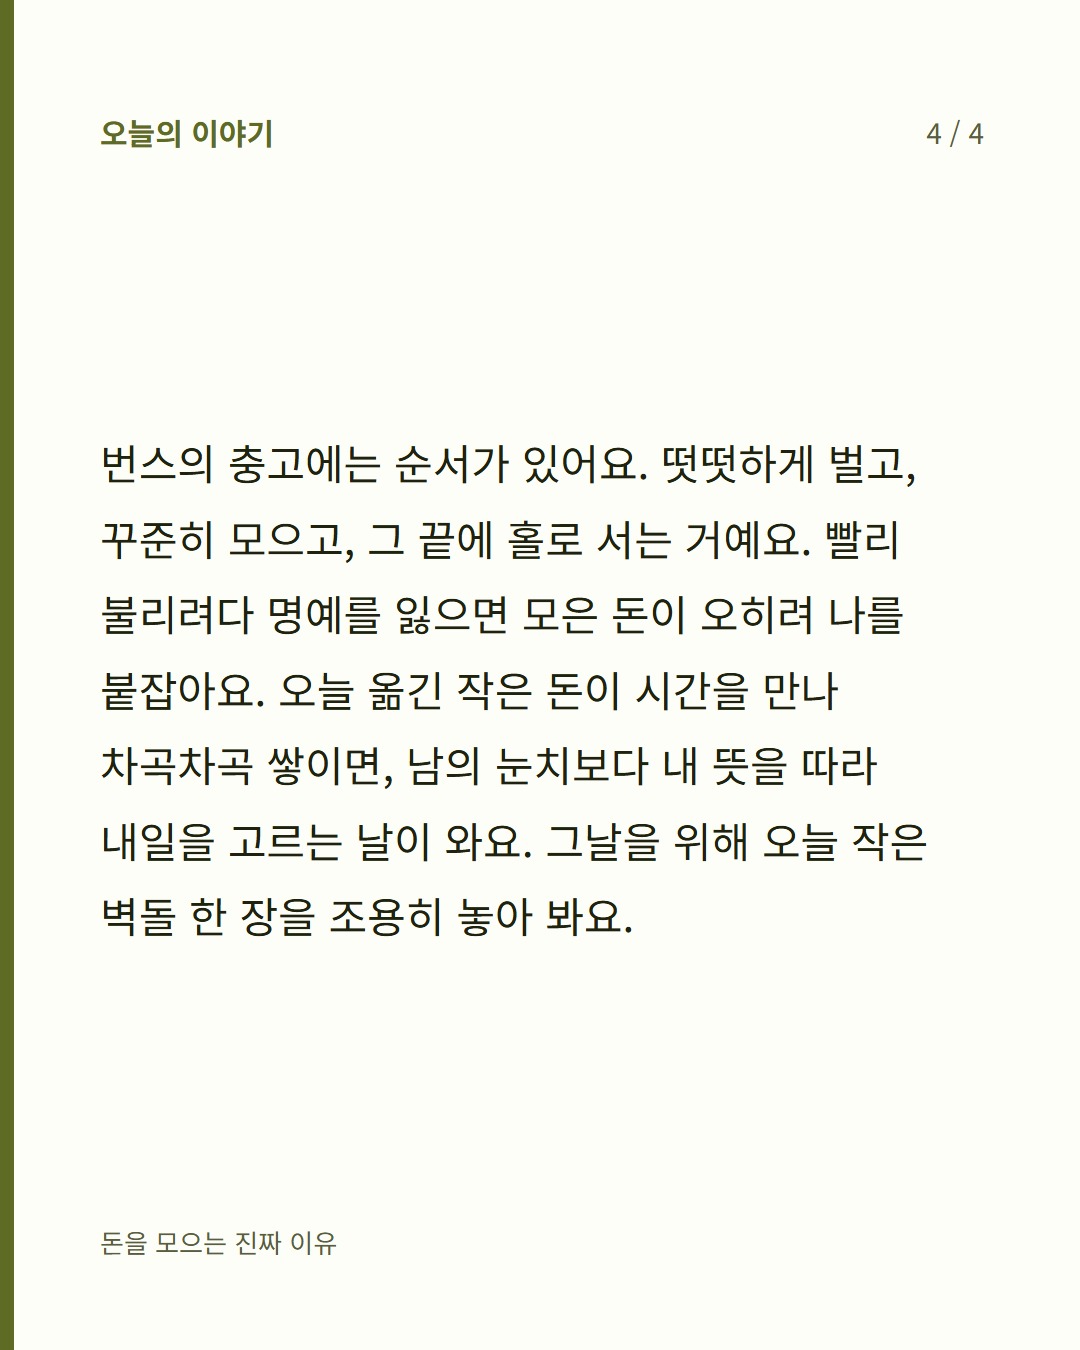 오늘의 이야기
4 / 4
번스의 충고에는 순서가 있어요. 떳떳하게 벌고,
꾸준히 모으고, 그 끝에 홀로 서는 거예요. 빨리
불리려다 명예를 잃으면 모은 돈이 오히려 나를
붙잡아요. 오늘 옮긴 작은 돈이 시간을 만나
차곡차곡 쌓이면, 남의 눈치보다 내 뜻을 따라
내일을 고르는 날이 와요. 그날을 위해 오늘 작은
벽돌 한 장을 조용히 놓아 봐요.
돈을 모으는 진짜 이유